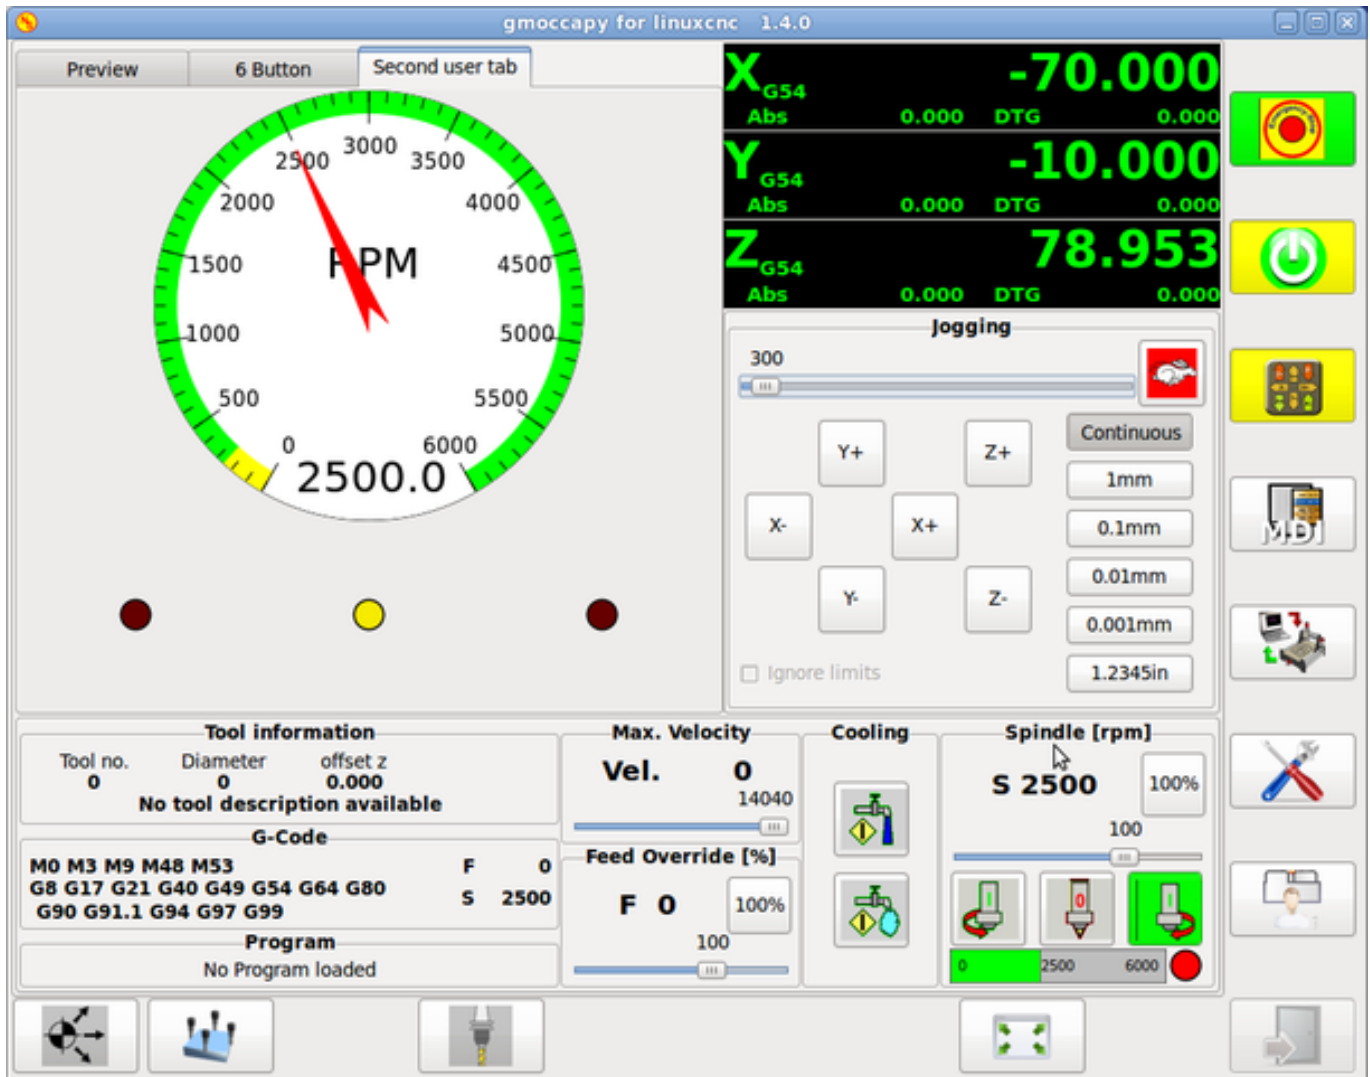 gmoccapy for linuxcnc 1.4.0
Preview 6 Button Second user tab
3000
2500 3500
2000 4000
1500 RPM 4500
1000 5000
500 5500
0 6000
2500.0
X G54 -70.000
Abs 0.000 DTG 0.000
Y G54 -10.000
Abs 0.000 DTG 0.000
Z G54 78.953
Abs 0.000 DTG 0.000
Jogging
300
Continuous
Y+ Z+
1mm
X- X+
0.1mm
0.01mm
Y- Z-
0.001mm
Ignore limits 1.2345in
Emergency Stop
MDI
Tool information
Tool no. Diameter offset z
0 0 0.000
No tool description available
G-Code
M0 M3 M9 M48 M53 F 0
G8 G17 G21 G40 G49 G54 G64 G80 S 2500
G90 G91.1 G94 G97 G99
Program
No Program loaded
Max. Velocity
Vel. 0
14040
Feed Override [%]
F 0 100%
100
Cooling
Spindle [rpm]
S 2500 100%
100
1 0 1
0 2500 6000